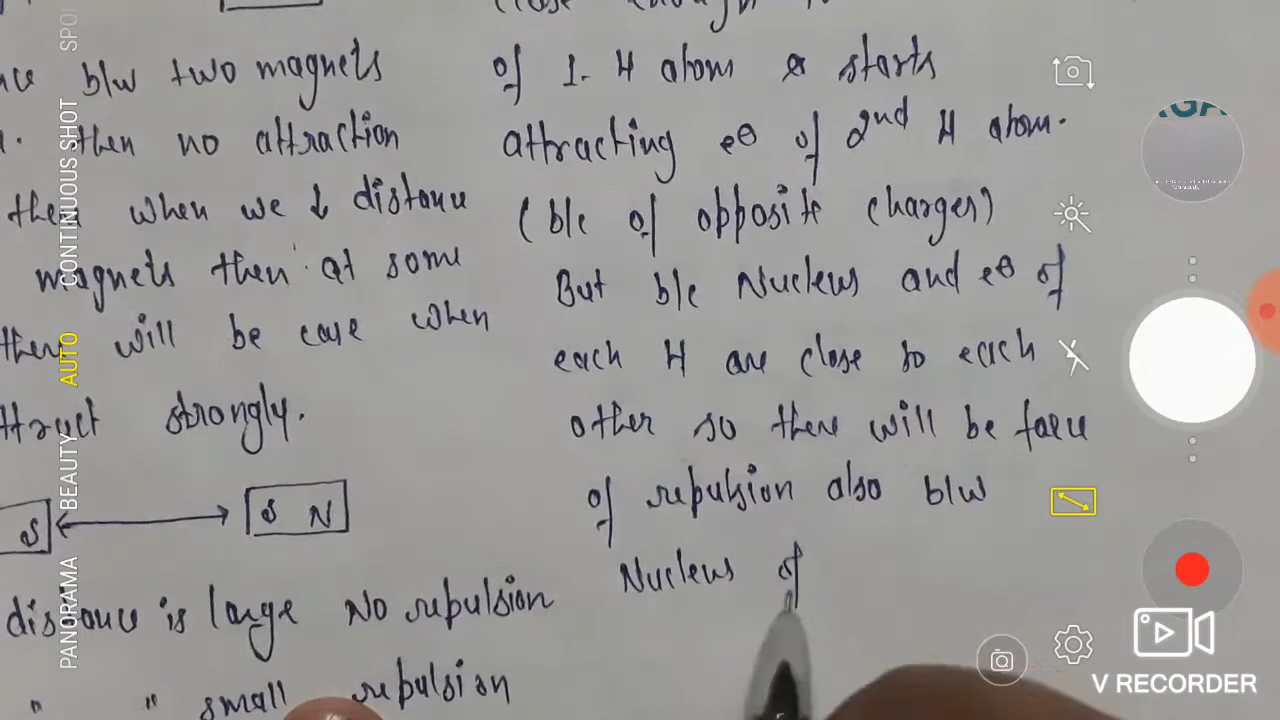 blw two magnets
then no attraction
then when we ↓ distance
magnets then at some
there will be case when
strongly.
S
S N
distance is large No repulsion
" " small repulsion
of 1. H atom starts
attracting e⊖ of 2nd H atom.
(b/c of opposite charges)
But b/c Nucleus and e⊖ of
each H are close so each
other so there will be force
of repulsion also b/w
Nucleus of
PANORAMA BEAUTY AUTO CONTINUOUS SHOT
V RECORDER